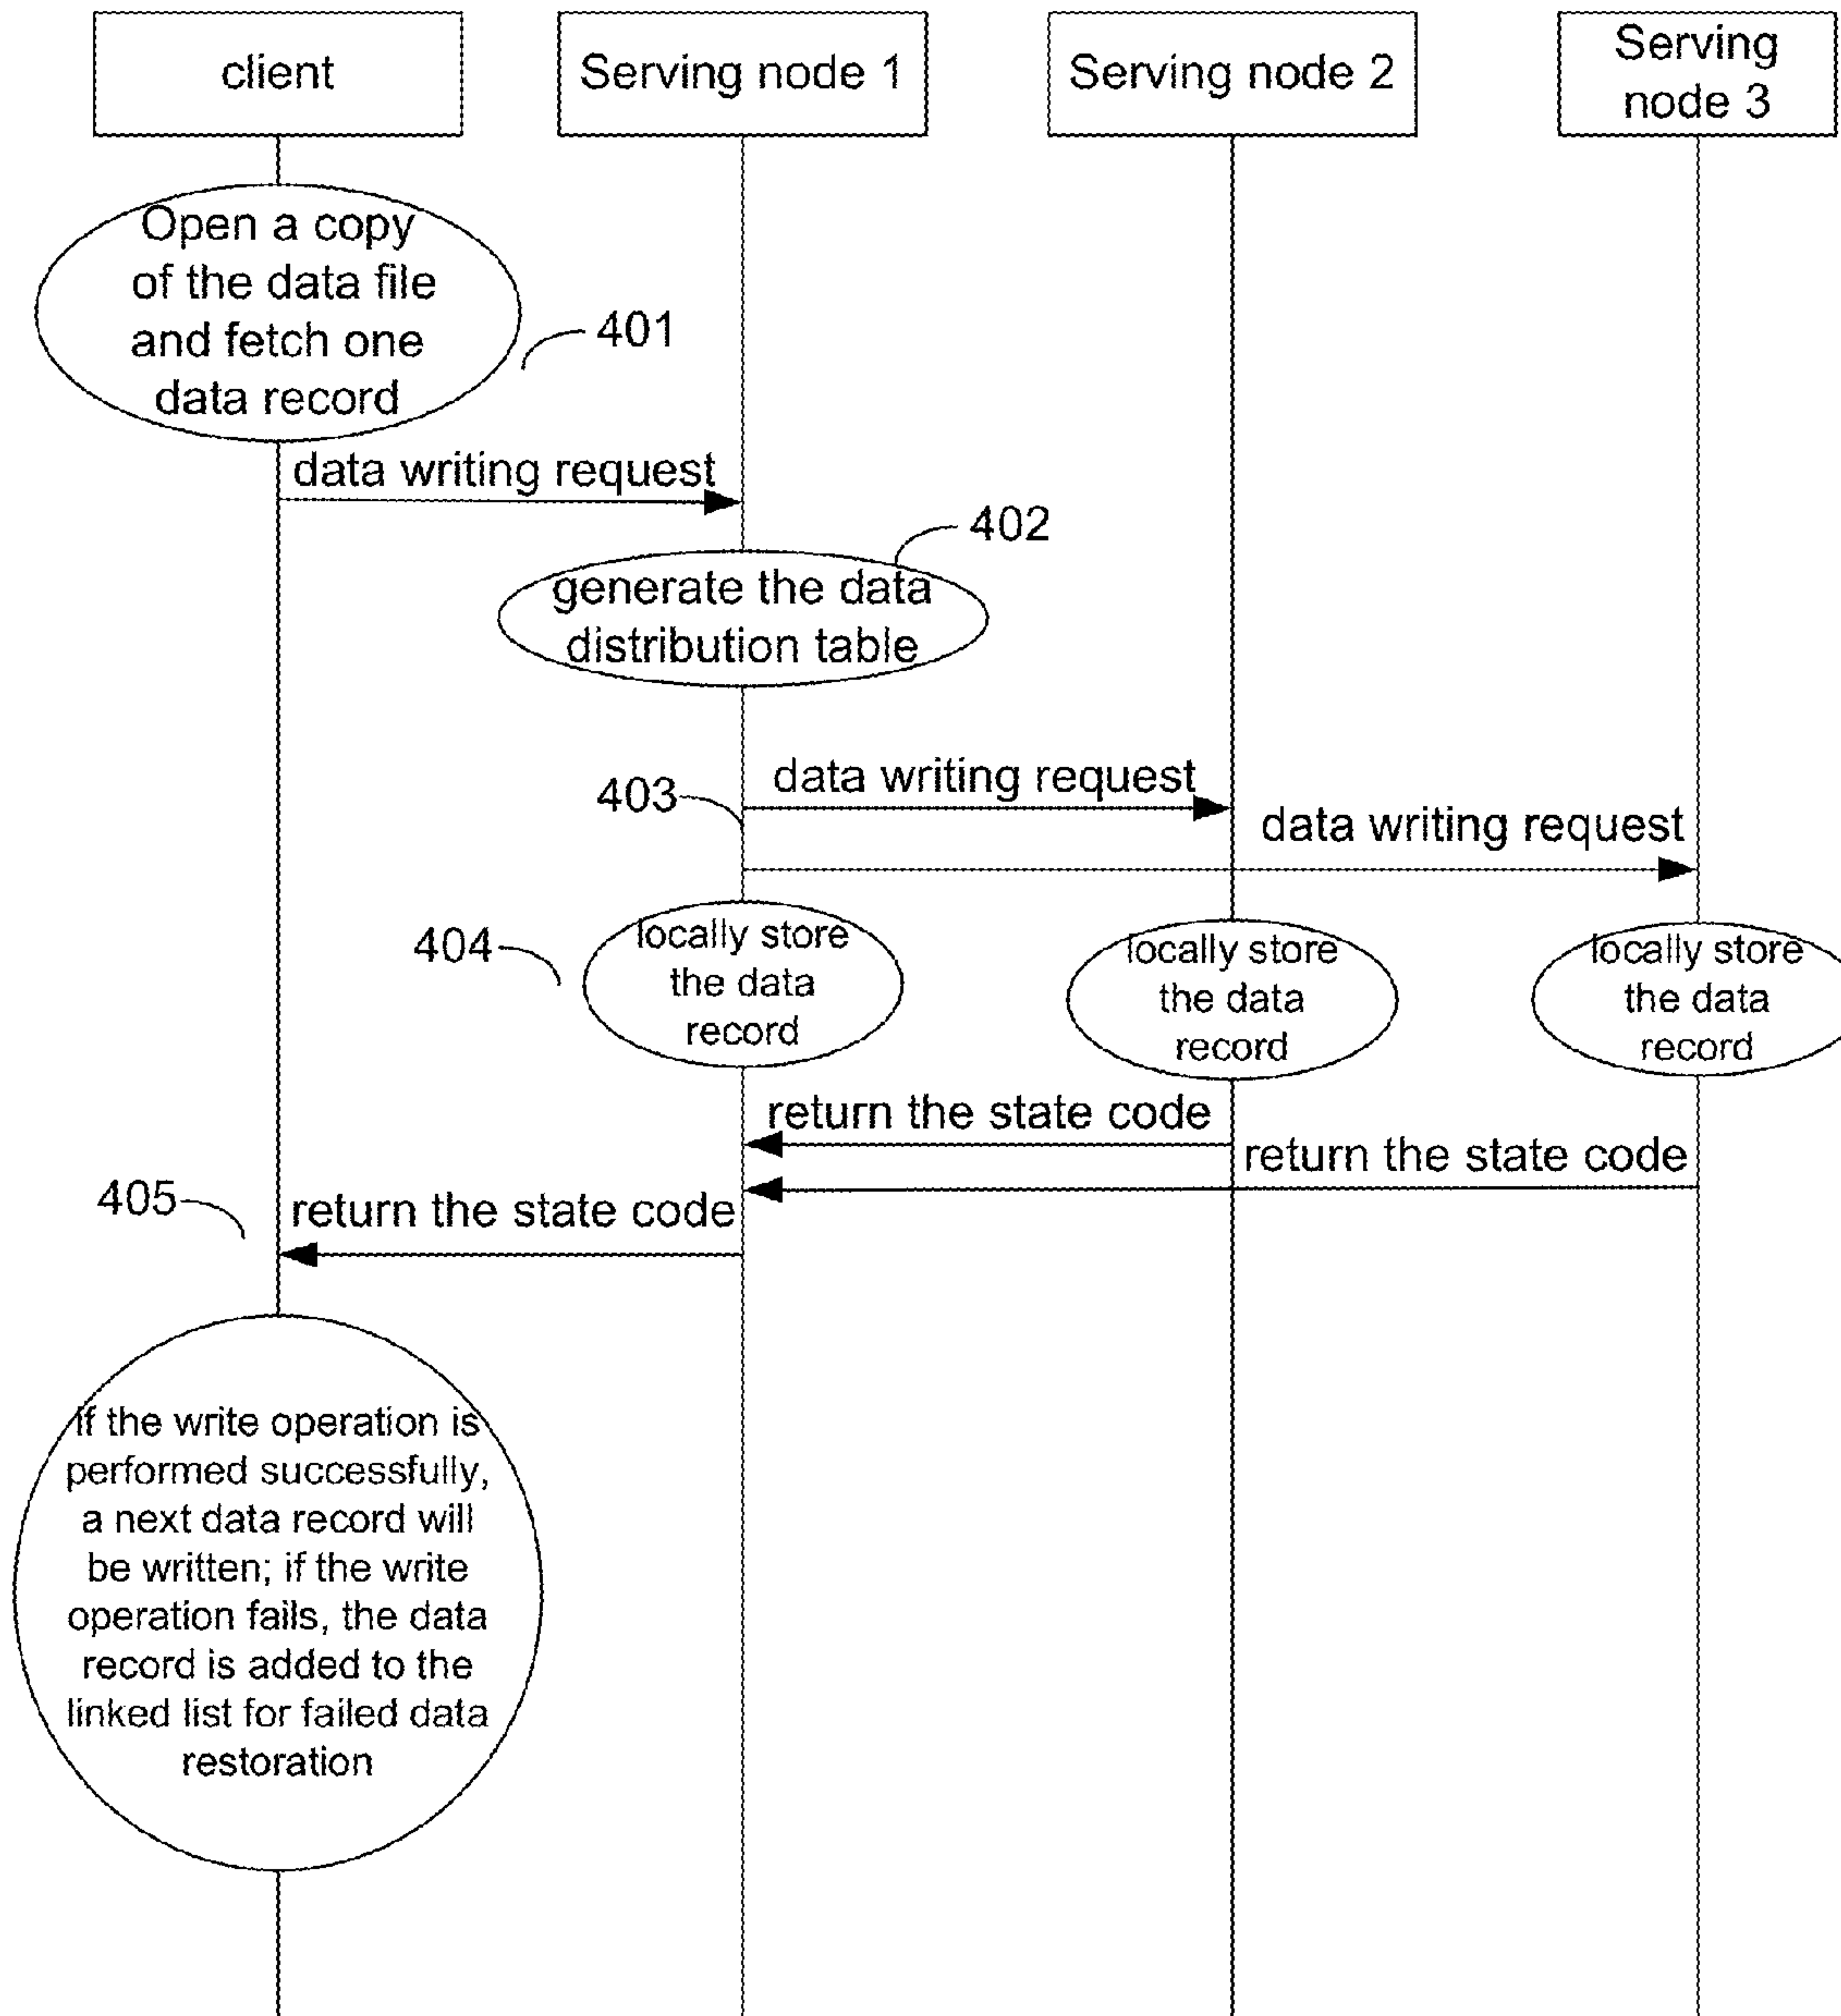 client
Serving node 1
Serving node 2
Serving
node 3
Open a copy
of the data file
and fetch one
data record
401
data writing request
402
generate the data
distribution table
403
data writing request
data writing request
404
locally store
the data
record
locally store
the data
record
locally store
the data
record
return the state code
return the state code
405
return the state code
If the write operation is
performed successfully,
a next data record will
be written; if the write
operation fails, the data
record is added to the
linked list for failed data
restoration